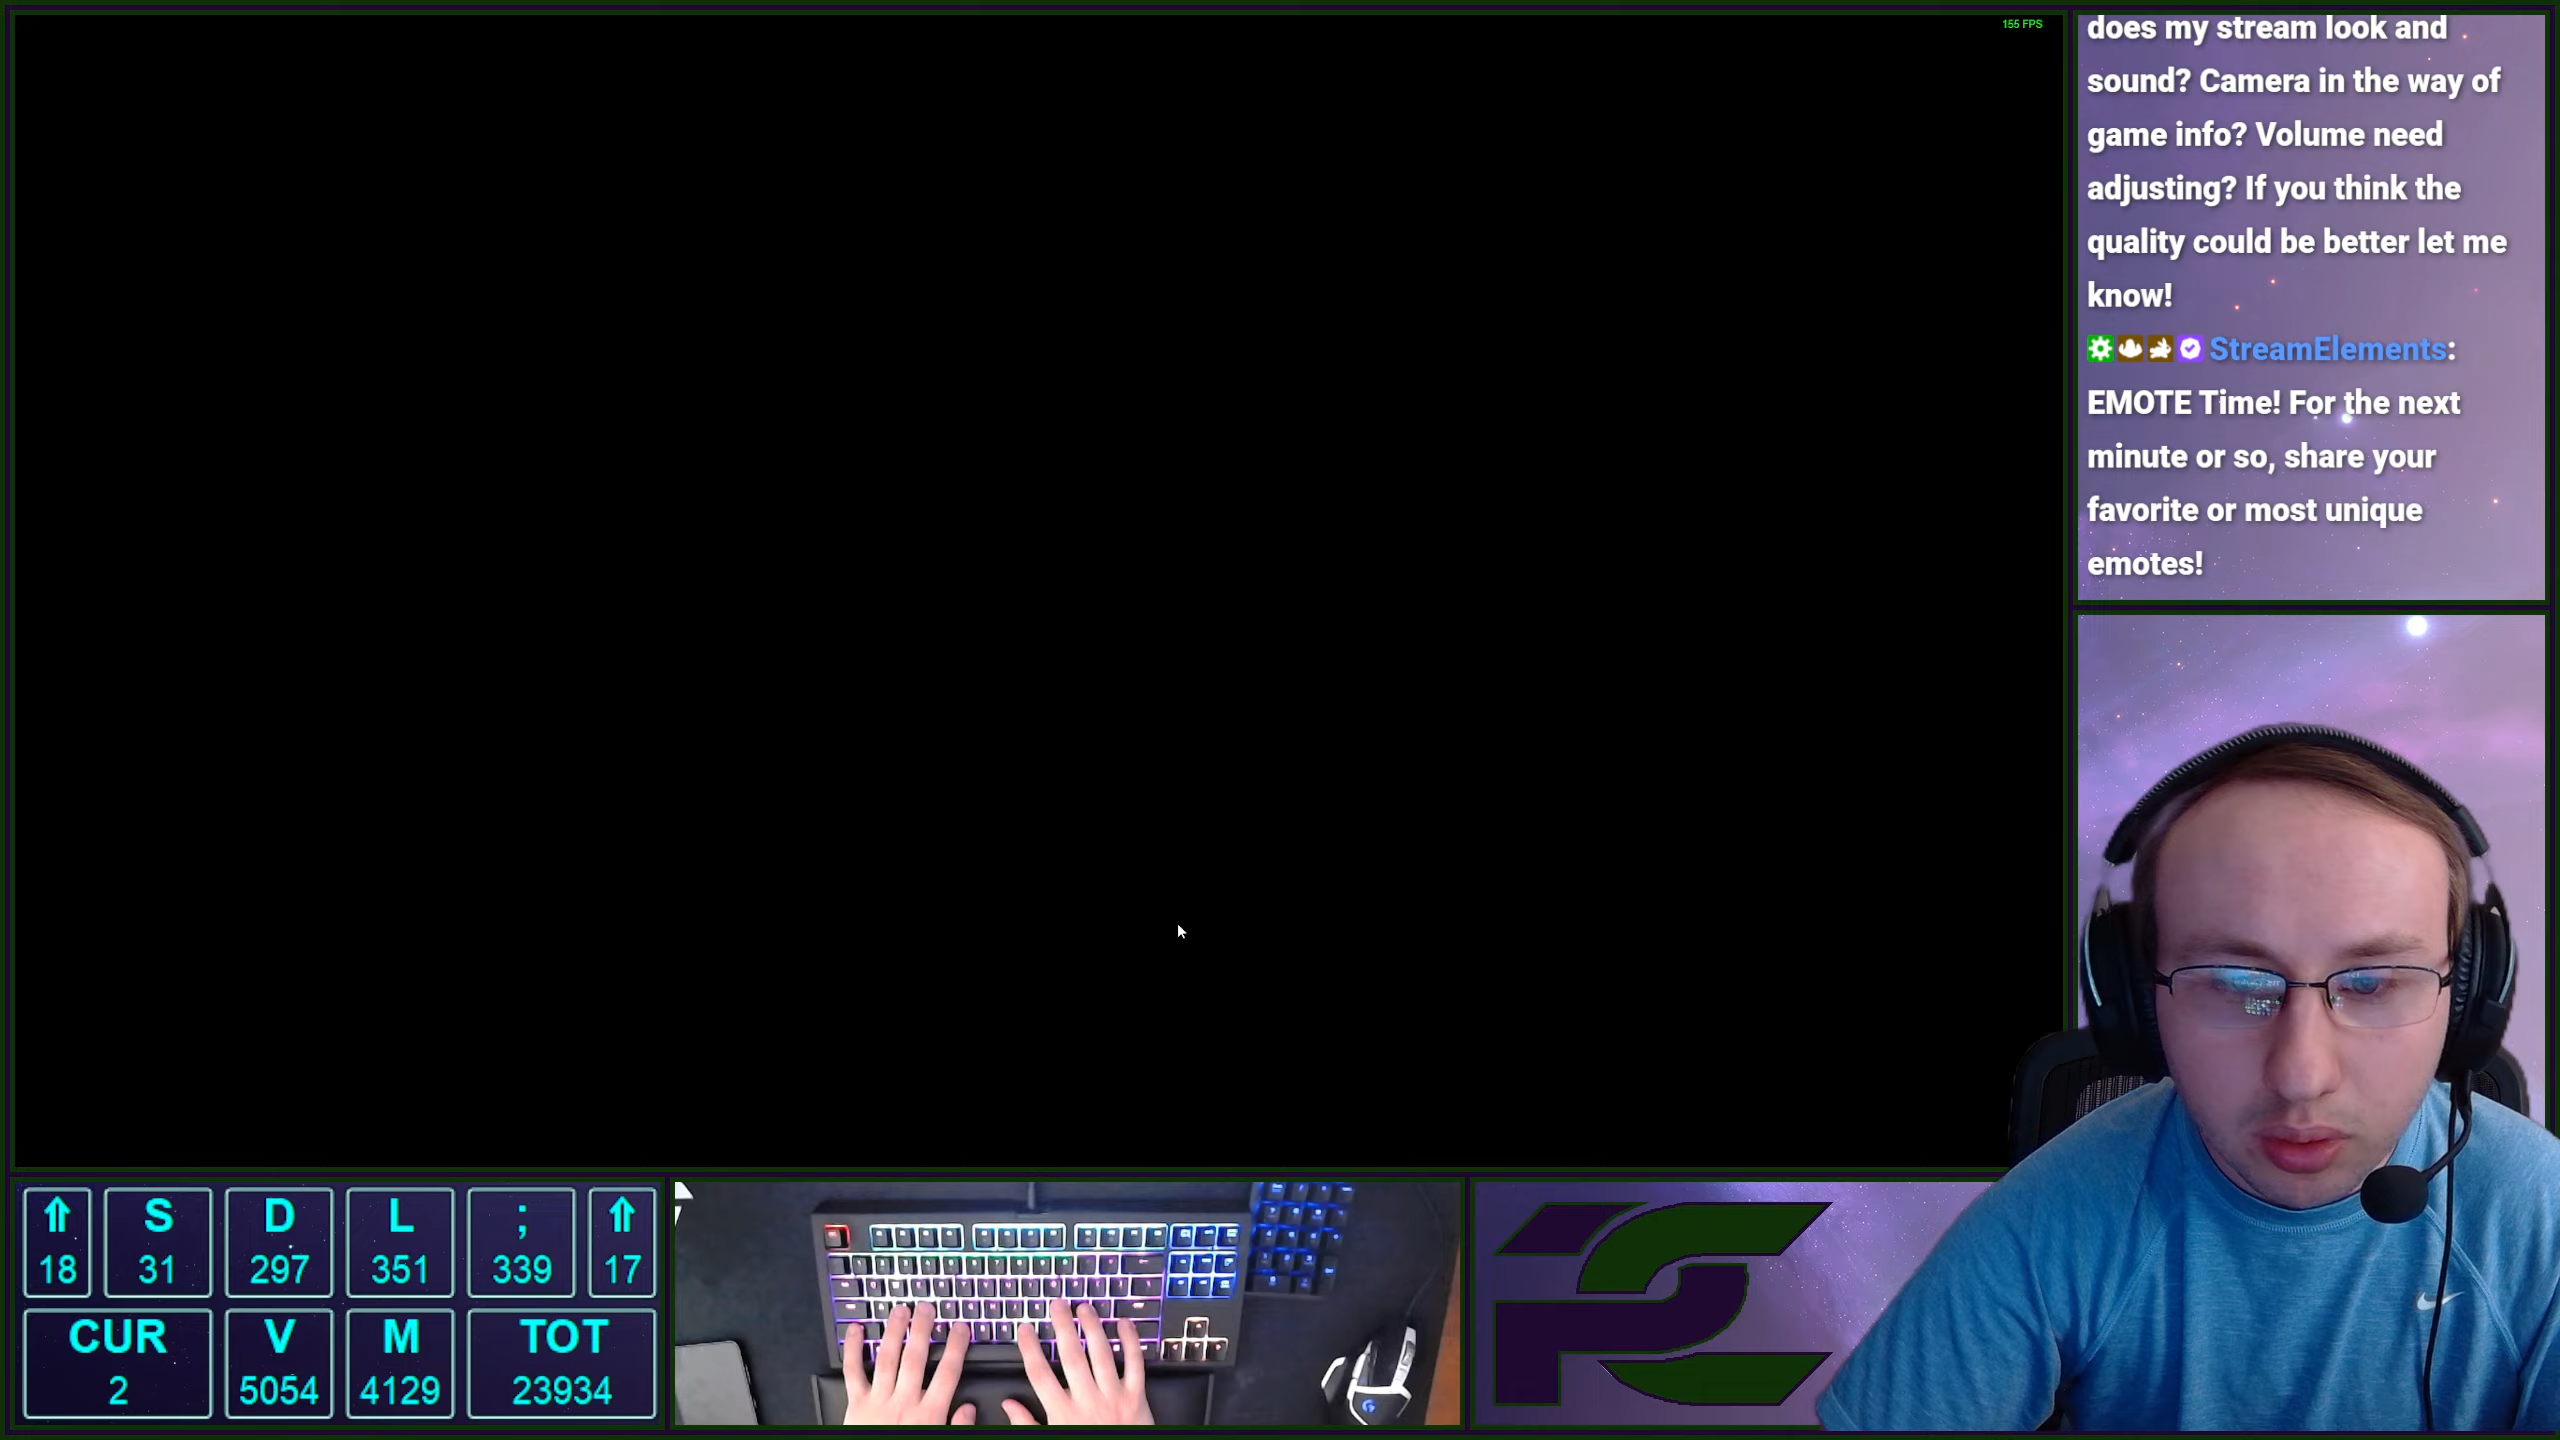 155 FPS
does my stream look and
sound? Camera in the way of
game info? Volume need
adjusting? If you think the
quality could be better let me
know!
StreamElements:
EMOTE Time! For the next
minute or so, share your
favorite or most unique
emotes!
⇑ S D L ; ⇑
18 31 297 351 339 17
CUR V M TOT
2 5054 4129 23934